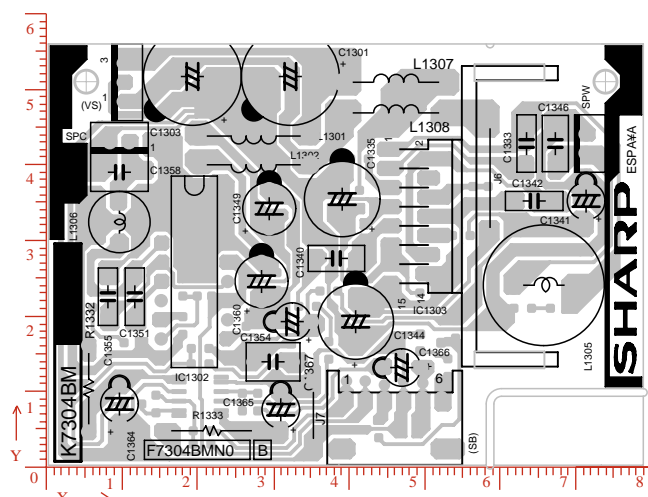 6
5
4
3
2
1
0
Y
X
1
2
3
4
5
6
7
8
3
1
(VS)
SPC
C1303
1
C1358
L1306
R1332
C1355
C1351
K7304BM
C1364
IC1302
R1333
F7304BMN0
B
C1301
L1301
C1349
C1360
C1354
C1365
J7
C1335
C1340
C1344
C1366
1
6
(SB)
L1307
L1308
1
2
15
14
IC1303
J6
C1333
C1346
SPW
C1342
C1341
L1305
ESPA¥A
SHARP